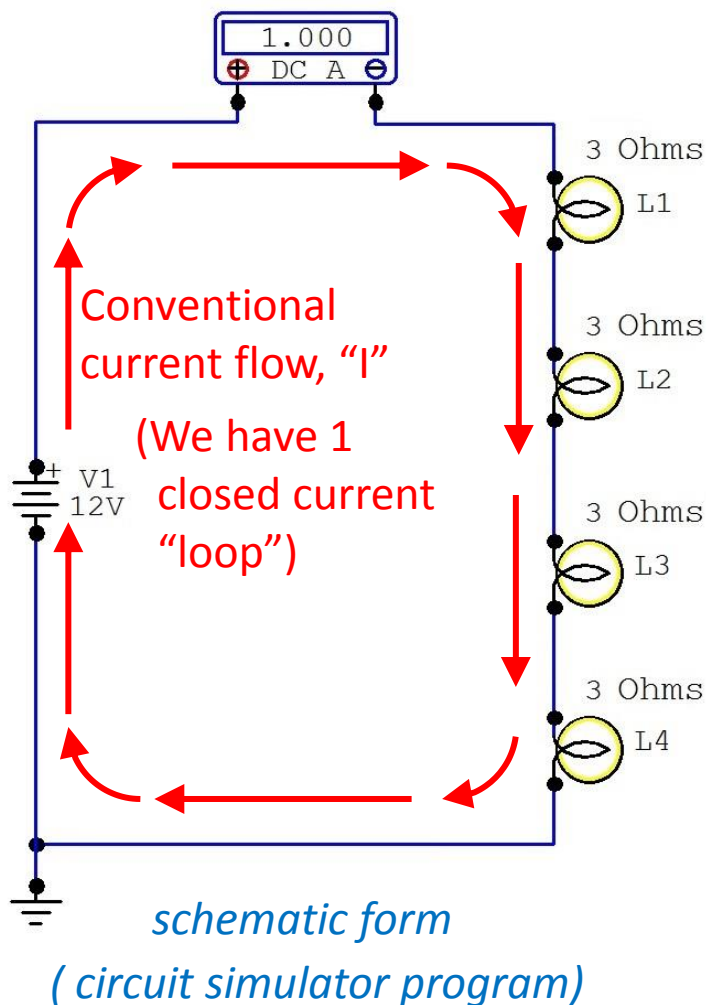 1.000
DC A
3 Ohms
L1
Conventional
current flow, “I”
3 Ohms
L2
(We have 1
closed current
“loop”)
+
V1
12V
3 Ohms
L3
3 Ohms
L4
schematic form
( circuit simulator program)